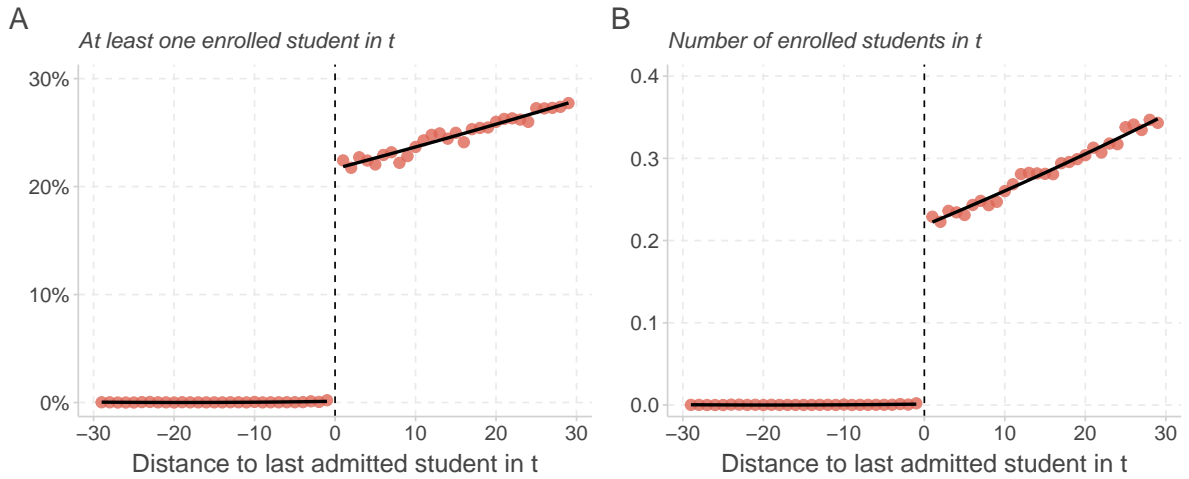 A
At least one enrolled student in t
30%
20%
10%
0%
−30 −20 −10 0 10 20 30
Distance to last admitted student in t
B
Number of enrolled students in t
0.4
0.3
0.2
0.1
0.0
−30 −20 −10 0 10 20 30
Distance to last admitted student in t